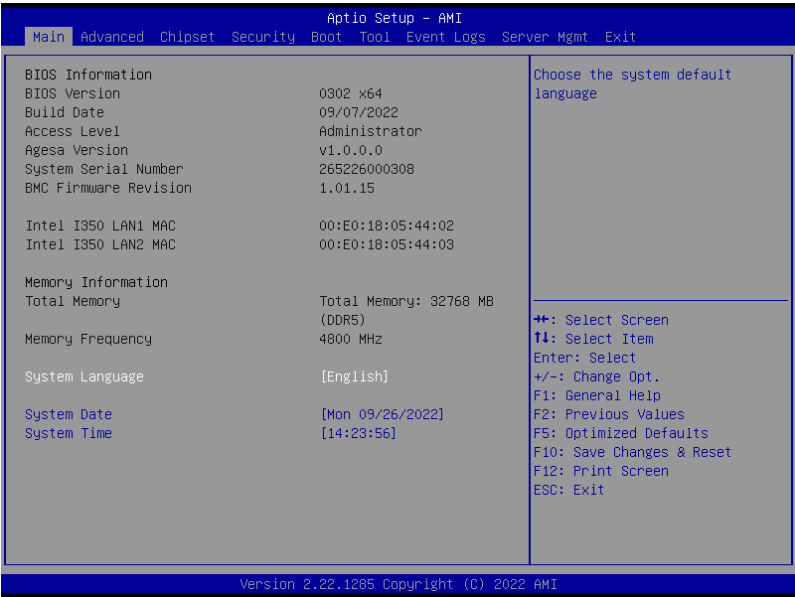 Aptio Setup – AMI
Main Advanced Chipset Security Boot Tool Event Logs Server Mgmt Exit
BIOS Information
BIOS Version 0302 x64
Build Date 09/07/2022
Access Level Administrator
Agesa Version v1.0.0.0
System Serial Number 265226000308
BMC Firmware Revision 1.01.15
Intel I350 LAN1 MAC 00:E0:18:05:44:02
Intel I350 LAN2 MAC 00:E0:18:05:44:03
Memory Information
Total Memory Total Memory: 32768 MB
(DDR5)
Memory Frequency 4800 MHz
System Language [English]
System Date [Mon 09/26/2022]
System Time [14:23:56]
Choose the system default
language
→←: Select Screen
↑↓: Select Item
Enter: Select
+/-: Change Opt.
F1: General Help
F2: Previous Values
F5: Optimized Defaults
F10: Save Changes & Reset
F12: Print Screen
ESC: Exit
Version 2.22.1285 Copyright (C) 2022 AMI